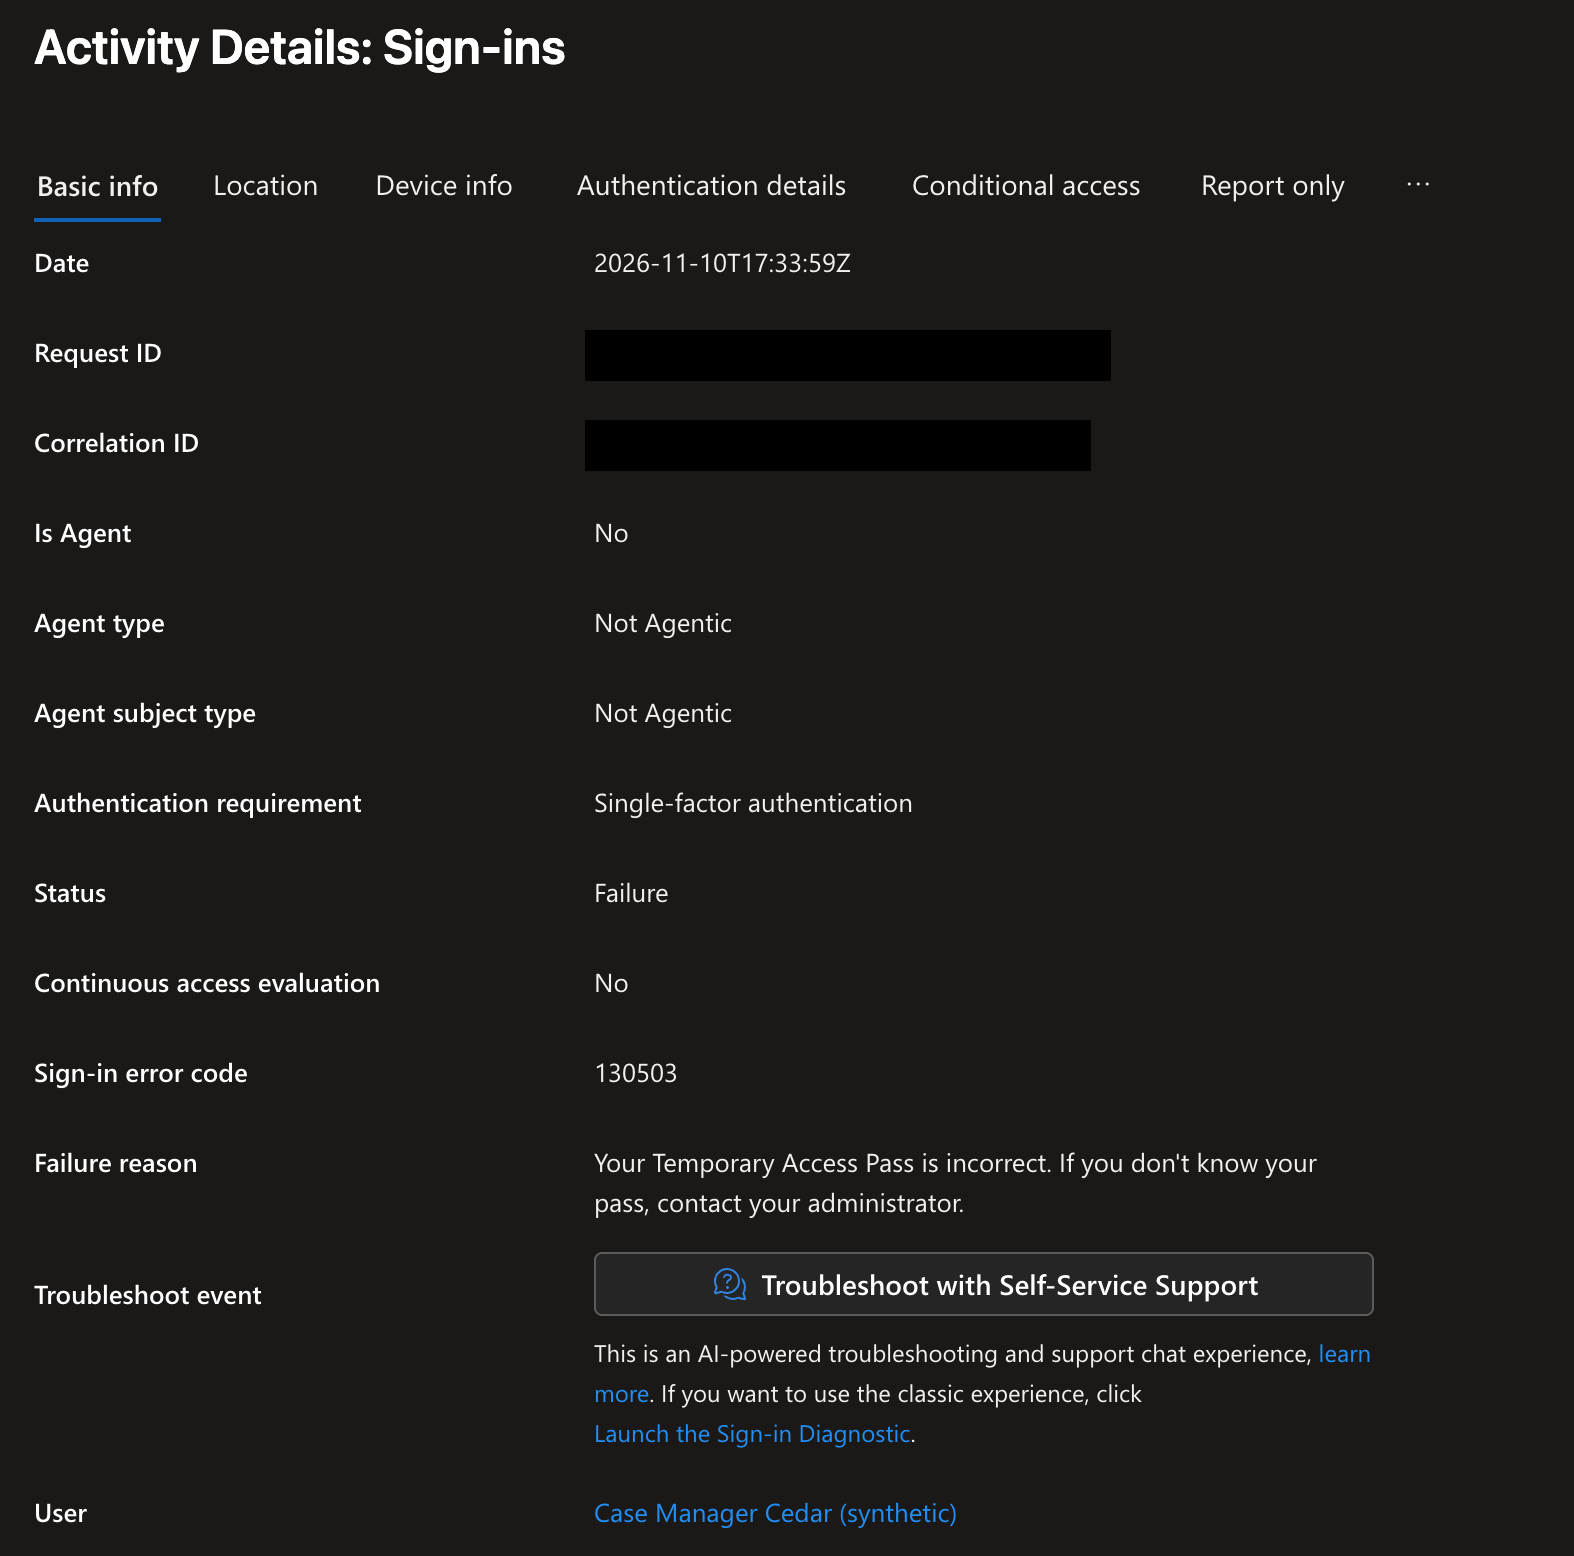 Activity Details: Sign-ins
Basic info Location Device info Authentication details Conditional access Report only ...
Date 2026-11-10T17:33:59Z
Request ID
Correlation ID
Is Agent No
Agent type Not Agentic
Agent subject type Not Agentic
Authentication requirement Single-factor authentication
Status Failure
Continuous access evaluation No
Sign-in error code 130503
Failure reason Your Temporary Access Pass is incorrect. If you don't know your
pass, contact your administrator.
Troubleshoot event Troubleshoot with Self-Service Support
This is an AI-powered troubleshooting and support chat experience, learn
more. If you want to use the classic experience, click
Launch the Sign-in Diagnostic.
User Case Manager Cedar (synthetic)